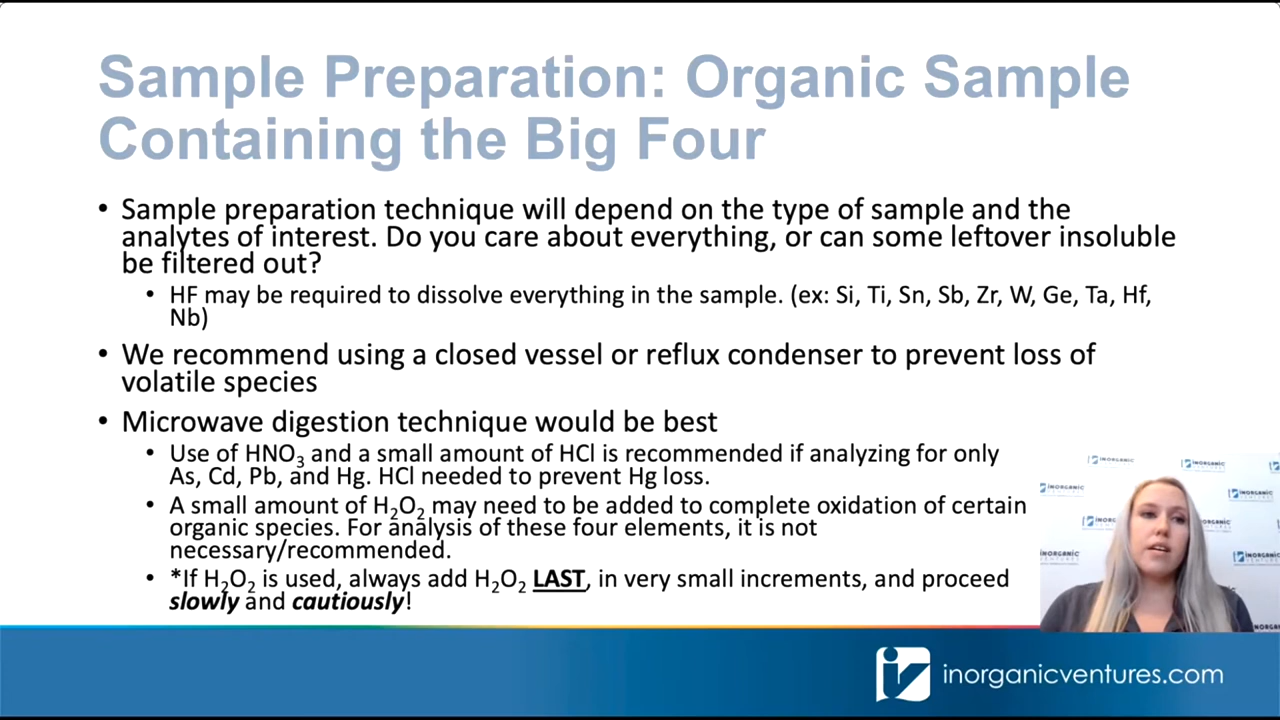 Sample Preparation: Organic Sample
Containing the Big Four
• Sample preparation technique will depend on the type of sample and the
analytes of interest. Do you care about everything, or can some leftover insoluble
be filtered out?
• HF may be required to dissolve everything in the sample. (ex: Si, Ti, Sn, Sb, Zr, W, Ge, Ta, Hf,
Nb)
• We recommend using a closed vessel or reflux condenser to prevent loss of
volatile species
• Microwave digestion technique would be best
• Use of HNO₃ and a small amount of HCl is recommended if analyzing for only
As, Cd, Pb, and Hg. HCl needed to prevent Hg loss.
• A small amount of H₂O₂ may need to be added to complete oxidation of certain
organic species. For analysis of these four elements, it is not
necessary/recommended.
• *If H₂O₂ is used, always add H₂O₂ LAST, in very small increments, and proceed
slowly and cautiously!
inorganicventures.com